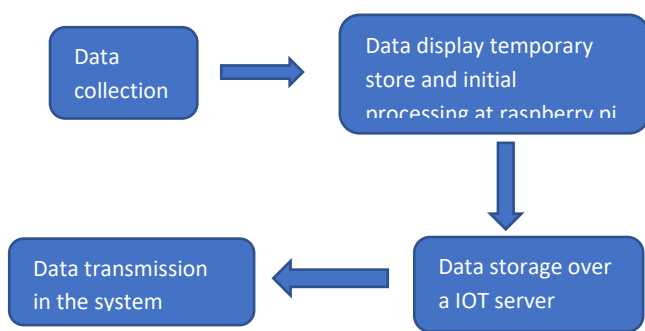 Data
collection
Data display temporary
store and initial
processing at raspberry pi
Data storage over
a IOT server
Data transmission
in the system